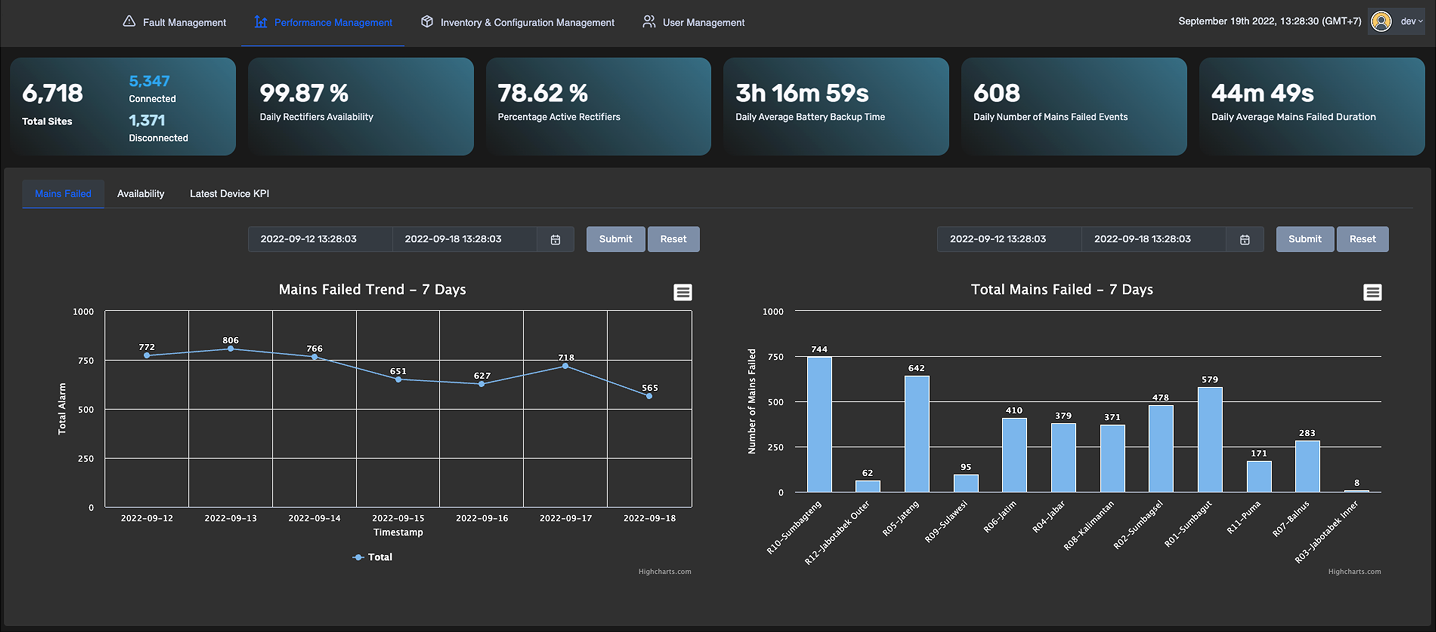 Fault Management
Performance Management
Inventory & Configuration Management
User Management
September 19th 2022, 13:28:30 (GMT+7)
dev
6,718
Total Sites
5,347
Connected
1,371
Disconnected
99.87 %
Daily Rectifiers Availability
78.62 %
Percentage Active Rectifiers
3h 16m 59s
Daily Average Battery Backup Time
608
Daily Number of Mains Failed Events
44m 49s
Daily Average Mains Failed Duration
Mains Failed
Availability
Latest Device KPI
2022-09-12 13:28:03
2022-09-18 13:28:03
Submit
Reset
Mains Failed Trend – 7 Days
Total Alarm
1000
750
500
250
0
772
806
766
651
627
718
565
2022-09-12
2022-09-13
2022-09-14
2022-09-15
2022-09-16
2022-09-17
2022-09-18
Timestamp
Total
Highcharts.com
2022-09-12 13:28:03
2022-09-18 13:28:03
Submit
Reset
Total Mains Failed – 7 Days
Number of Mains Failed
1000
750
500
250
0
744
62
642
95
410
379
371
478
579
171
283
8
R10-Sumbagteng
R12-Jabotabek Outer
R05-Jateng
R09-Sulawesi
R06-Jatim
R04-Jabar
R08-Kalimantan
R02-Sumbagsel
R01-Sumbagut
R11-Puma
R07-Balnus
R03-Jabotabek Inner
Highcharts.com